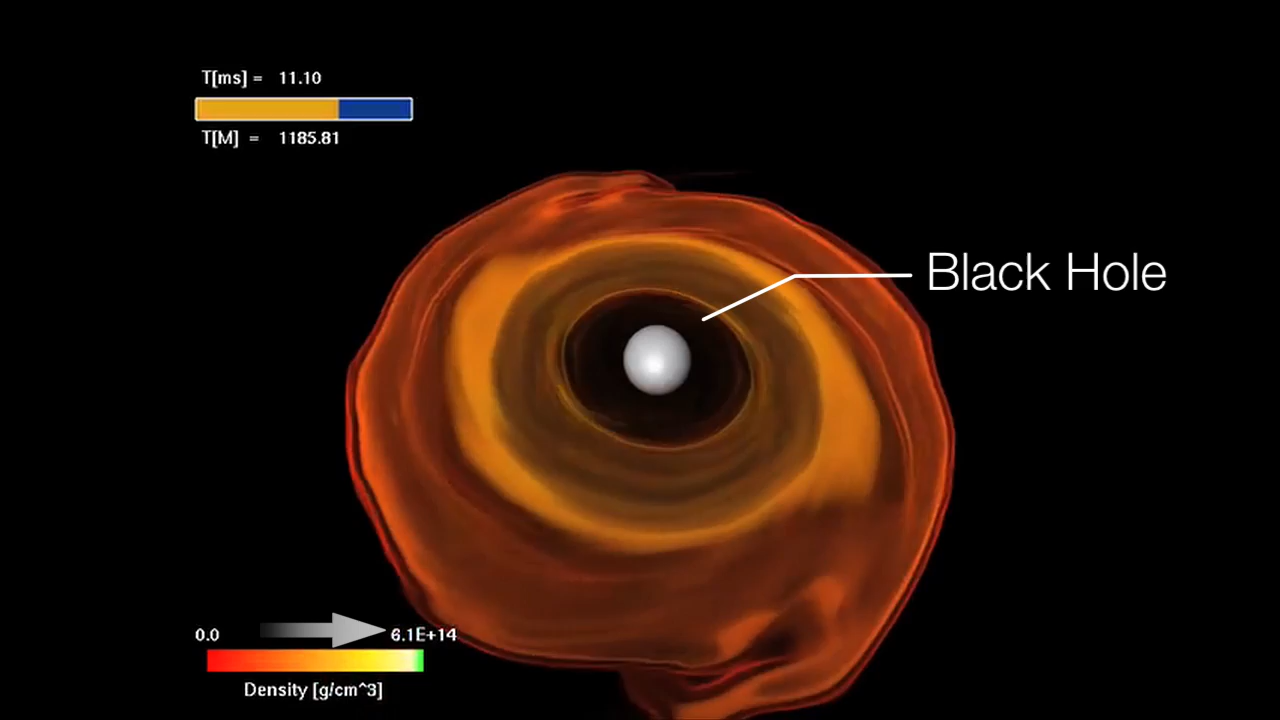 T[ms] = 11.10
T[M] = 1185.81
Black Hole
0.0 6.1E+14
Density [g/cm^3]